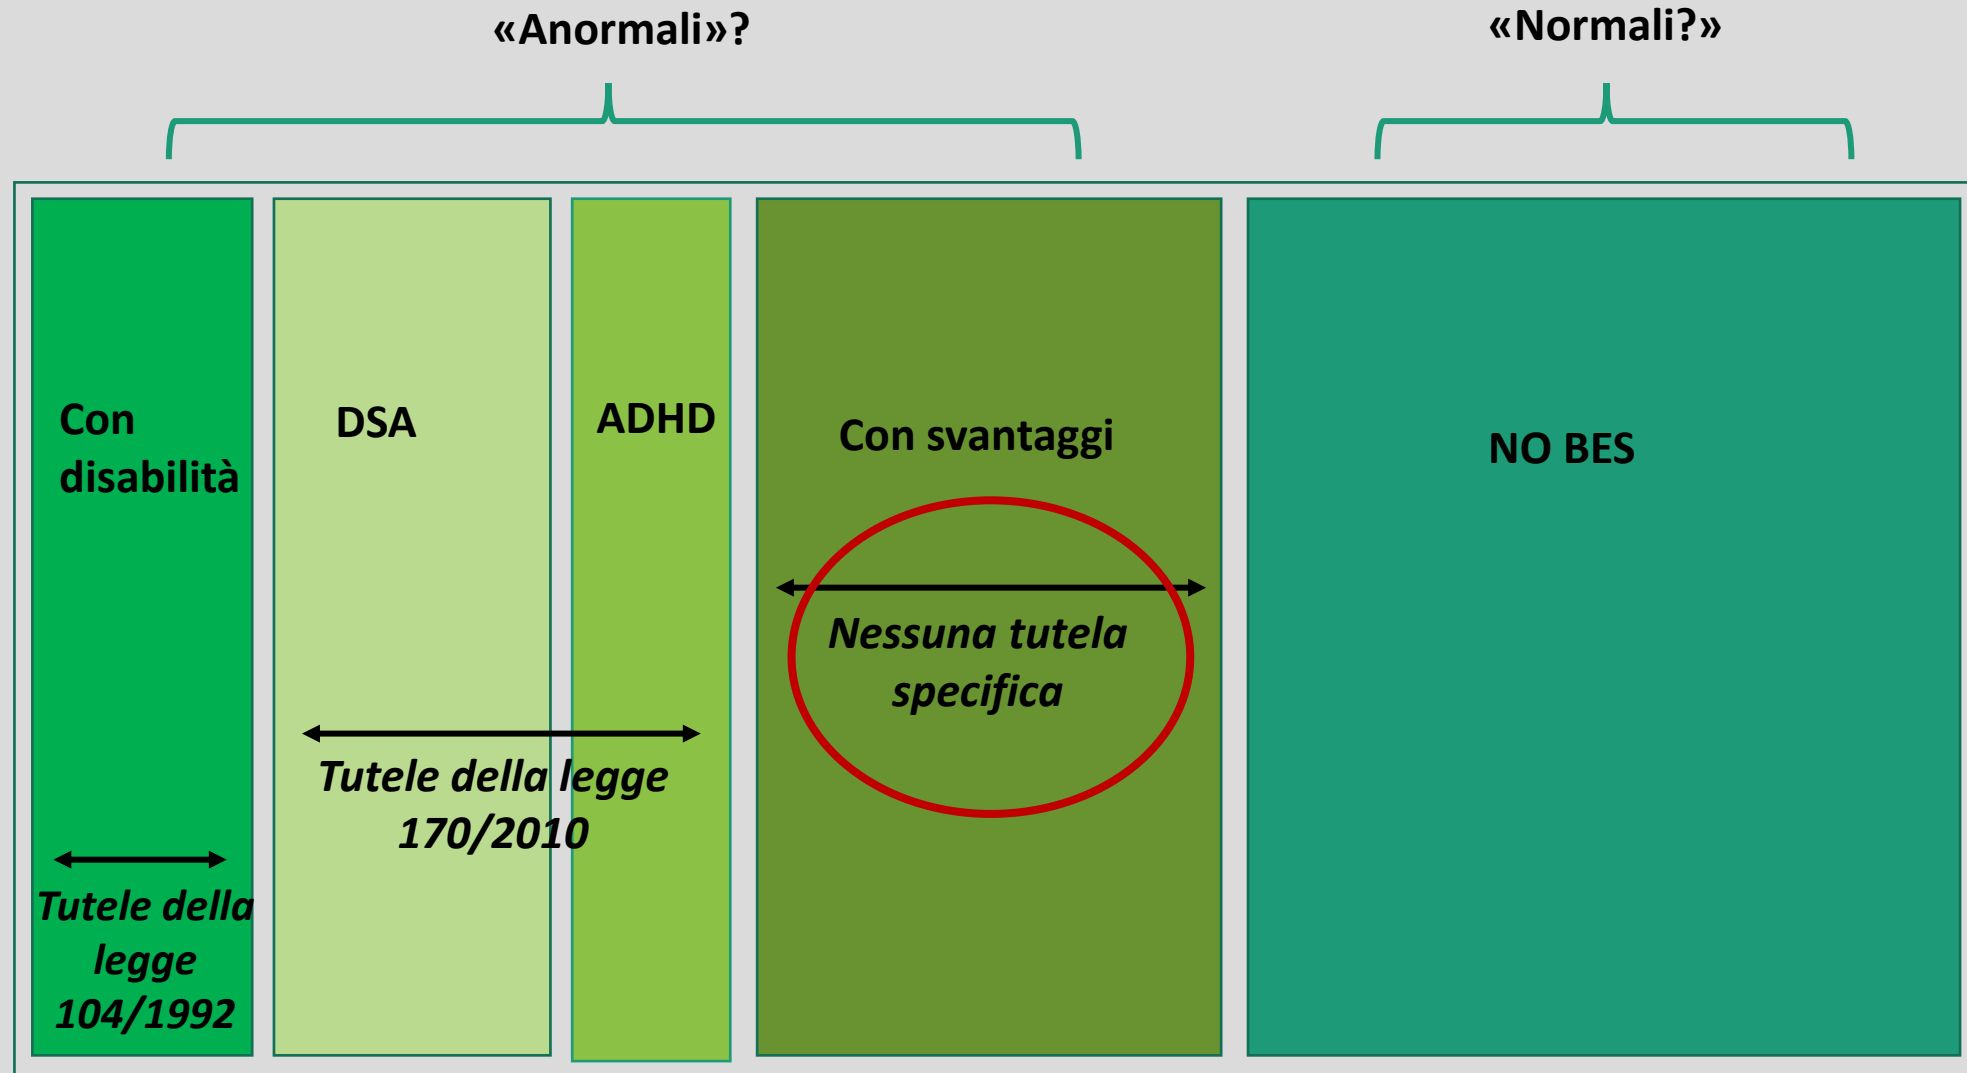 «Anormali»?
«Normali?»
Con
disabilità
DSA
ADHD
Con svantaggi
NO BES
Nessuna tutela
specifica
Tutele della legge
170/2010
Tutele della
legge
104/1992